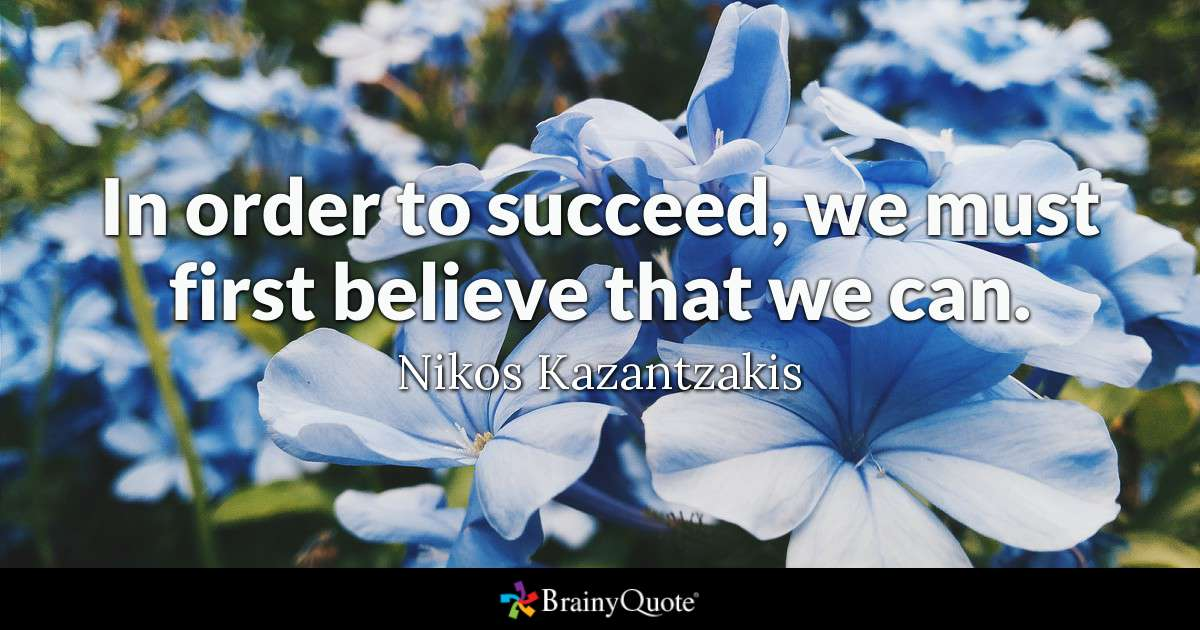 In order to succeed, we must
first believe that we can.
Nikos Kazantzakis
BrainyQuote®